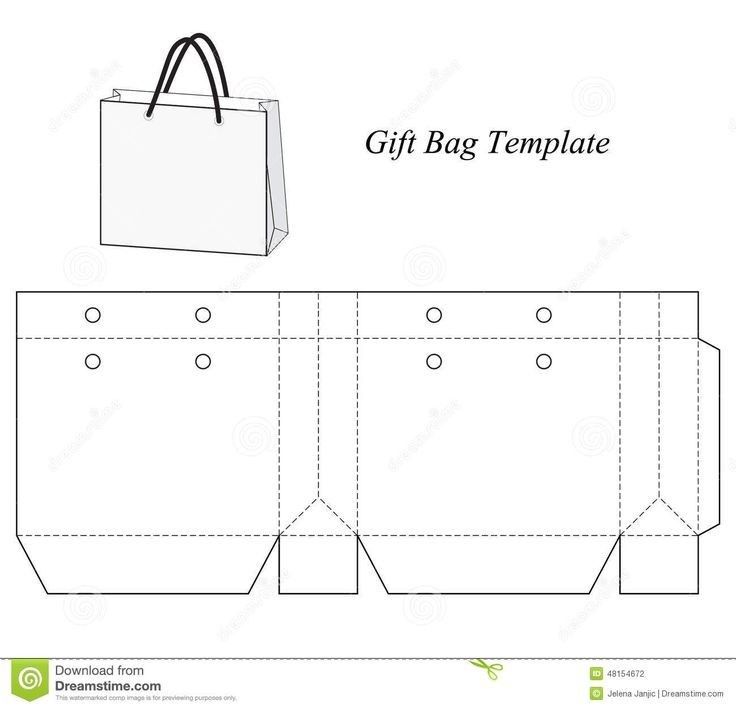 Gift Bag Template
Download from
Dreamstime.com
This watermarked comp image is for previewing purposes only.
48154672
Jelena Janjic | Dreamstime.com